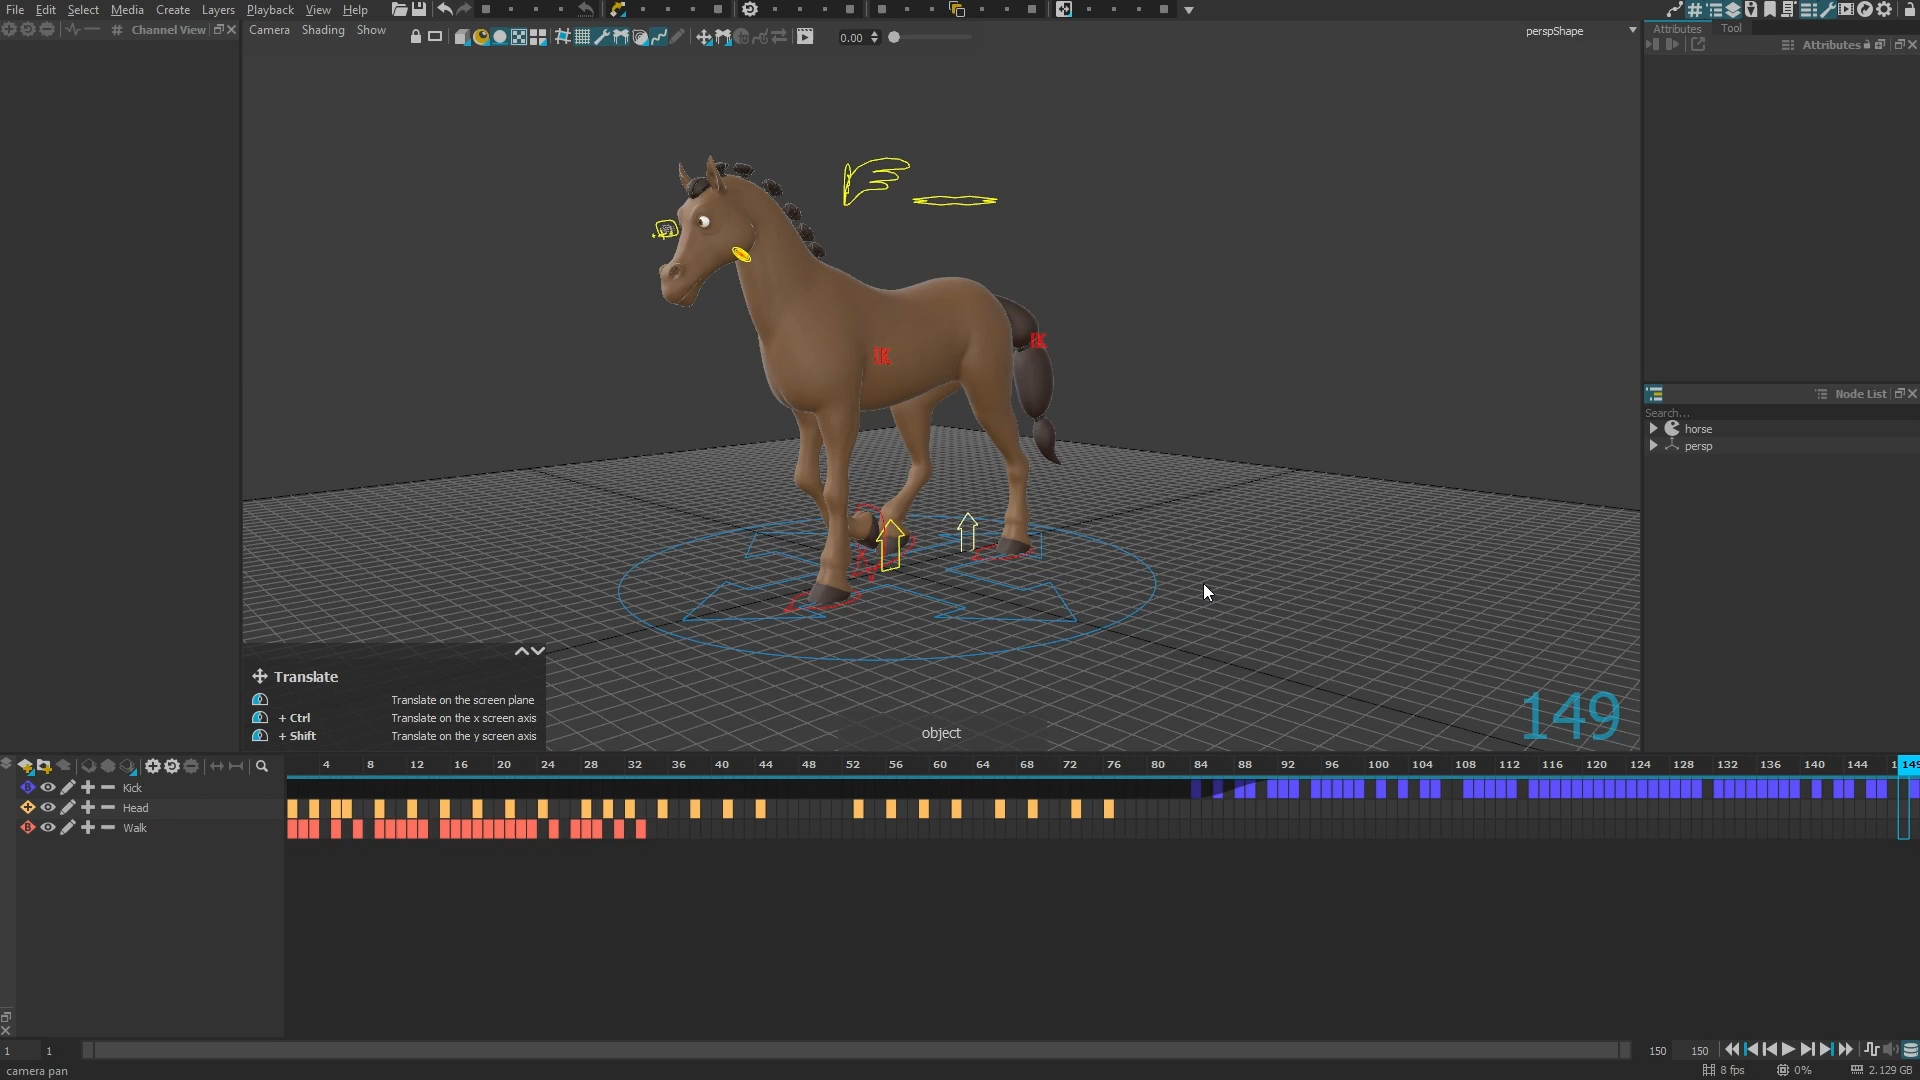 File Edit Select Media Create Layers Playback View Help
Channel View
Camera Shading Show
0.00
perspShape
Attributes Tool
Attributes
IK
IK
Node List
Search...
horse
persp
Translate
Translate on the screen plane
+ Ctrl Translate on the x screen axis
+ Shift Translate on the y screen axis
object
149
4 8 12 16 20 24 28 32 36 40 44 48 52 56 60 64 68 72 76 80 84 88 92 96 100 104 108 112 116 120 124 128 132 136 140 144 149
Kick
Head
Walk
1 1 150 150
camera pan 8 fps 0% 2.129 GB